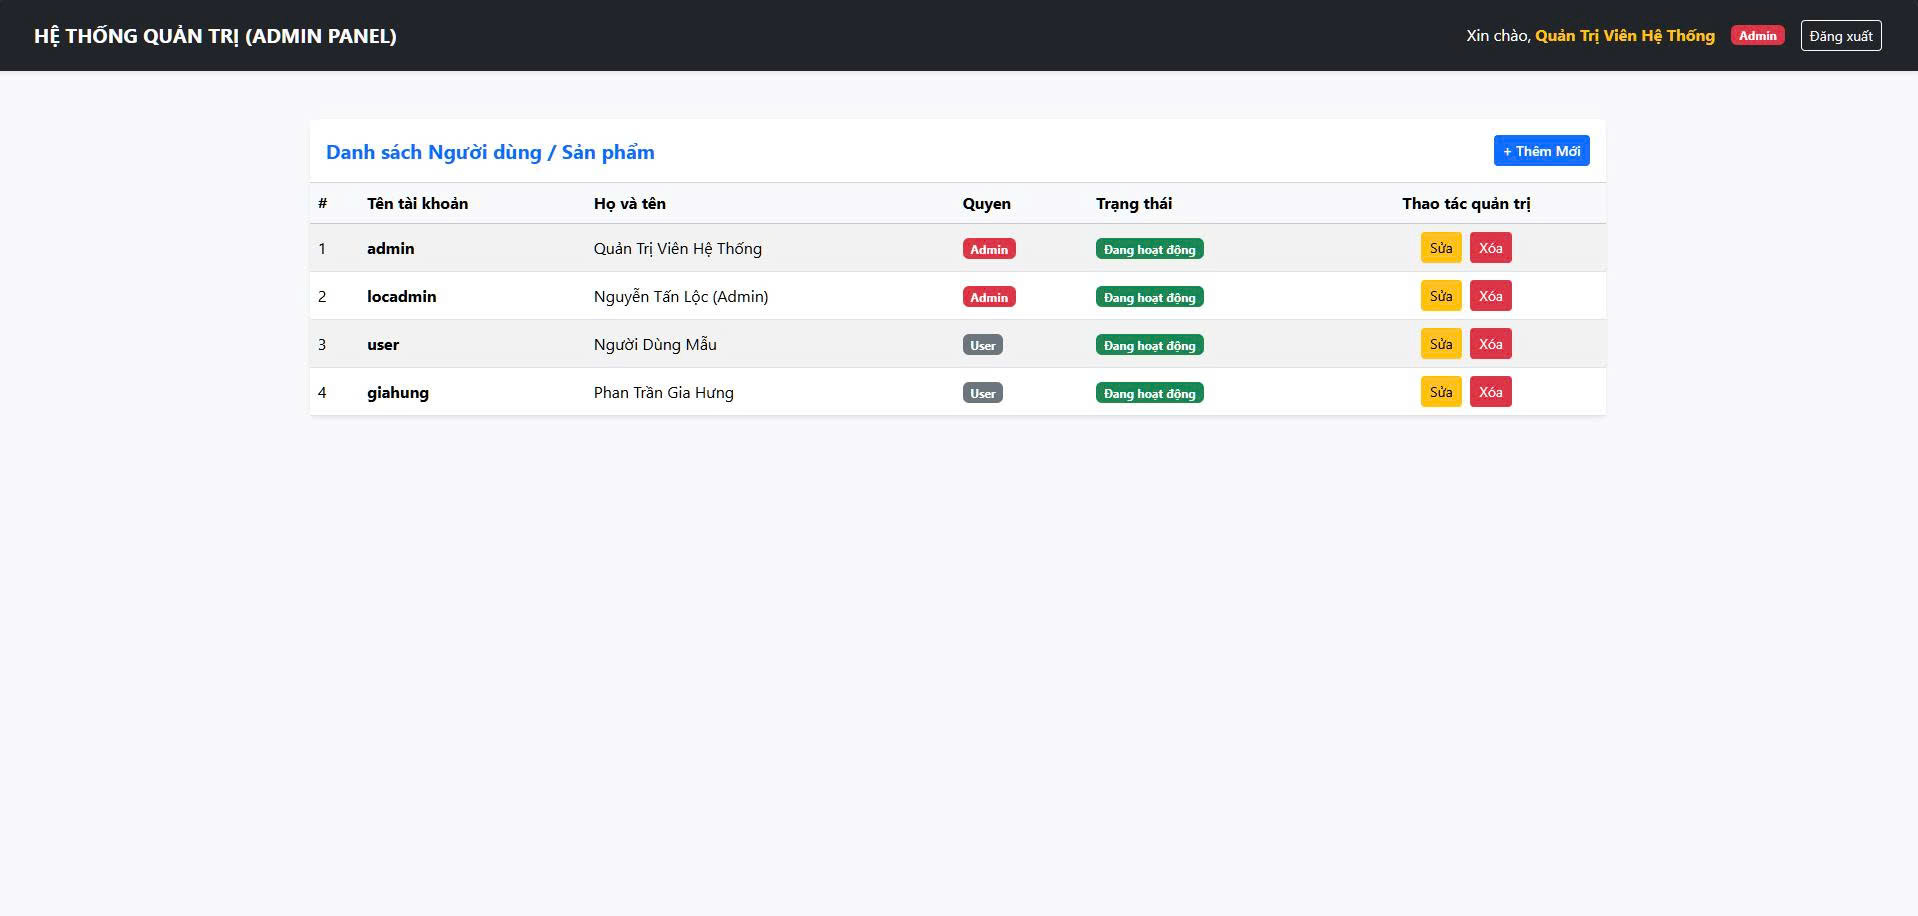 HỆ THỐNG QUẢN TRỊ (ADMIN PANEL) Xin chào, Quản Trị Viên Hệ Thống Admin Đăng xuất
Danh sách Người dùng / Sản phẩm + Thêm Mới
# Tên tài khoản Họ và tên Quyen Trạng thái Thao tác quản trị
1 admin Quản Trị Viên Hệ Thống Admin Đang hoạt động Sửa Xóa
2 locadmin Nguyễn Tấn Lộc (Admin) Admin Đang hoạt động Sửa Xóa
3 user Người Dùng Mẫu User Đang hoạt động Sửa Xóa
4 giahung Phan Trần Gia Hưng User Đang hoạt động Sửa Xóa